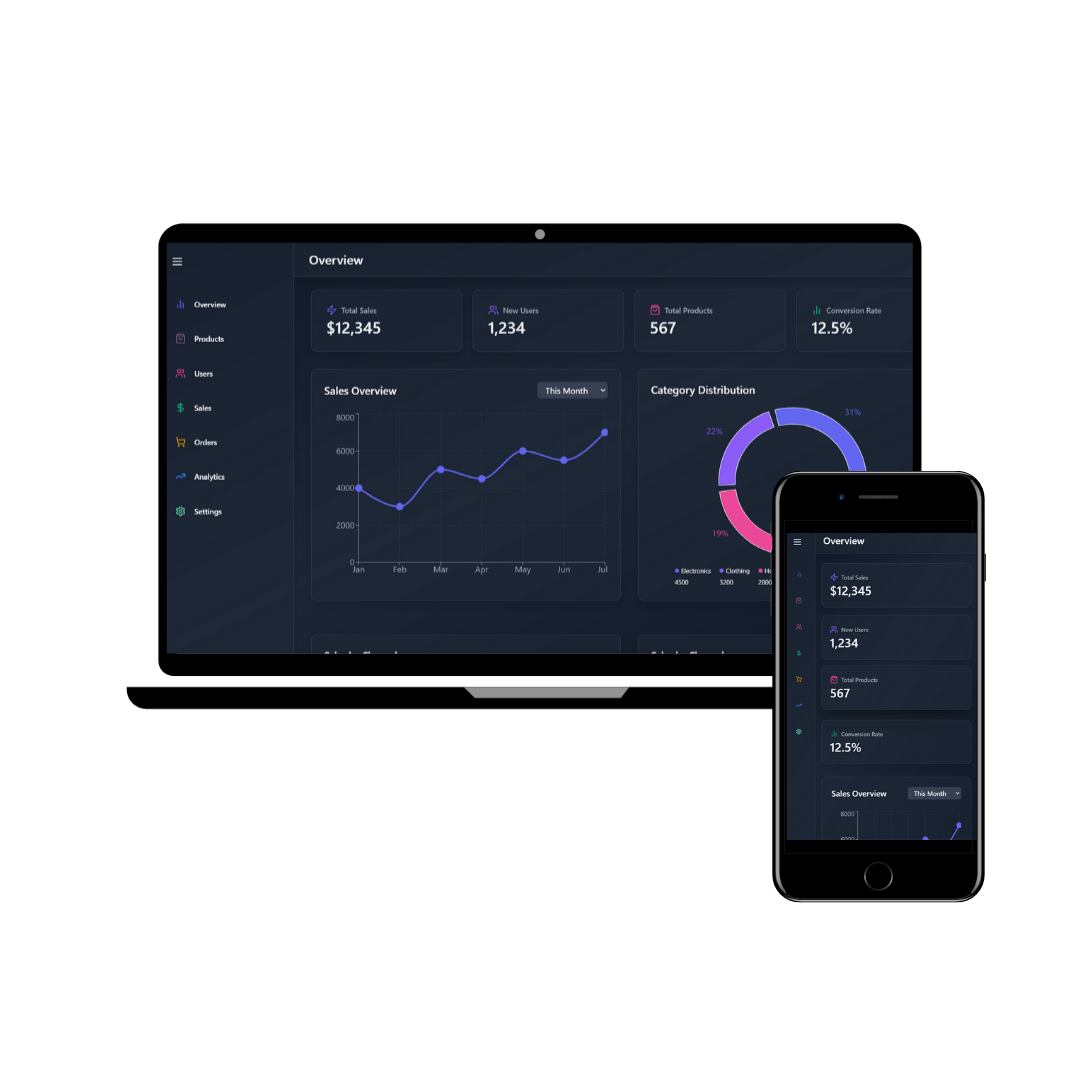 Overview
Overview
Products
Users
Sales
Orders
Analytics
Settings
Total Sales
$12,345
New Users
1,234
Total Products
567
Conversion Rate
12.5%
Sales Overview
This Month
8000
6000
4000
2000
0
Jan Feb Mar Apr May Jun Jul
Category Distribution
31%
22%
19%
Electronics Clothing
4500 3200 2800
Overview
Total Sales
$12,345
New Users
1,234
Total Products
567
Conversion Rate
12.5%
Sales Overview
This Month
8000
6000